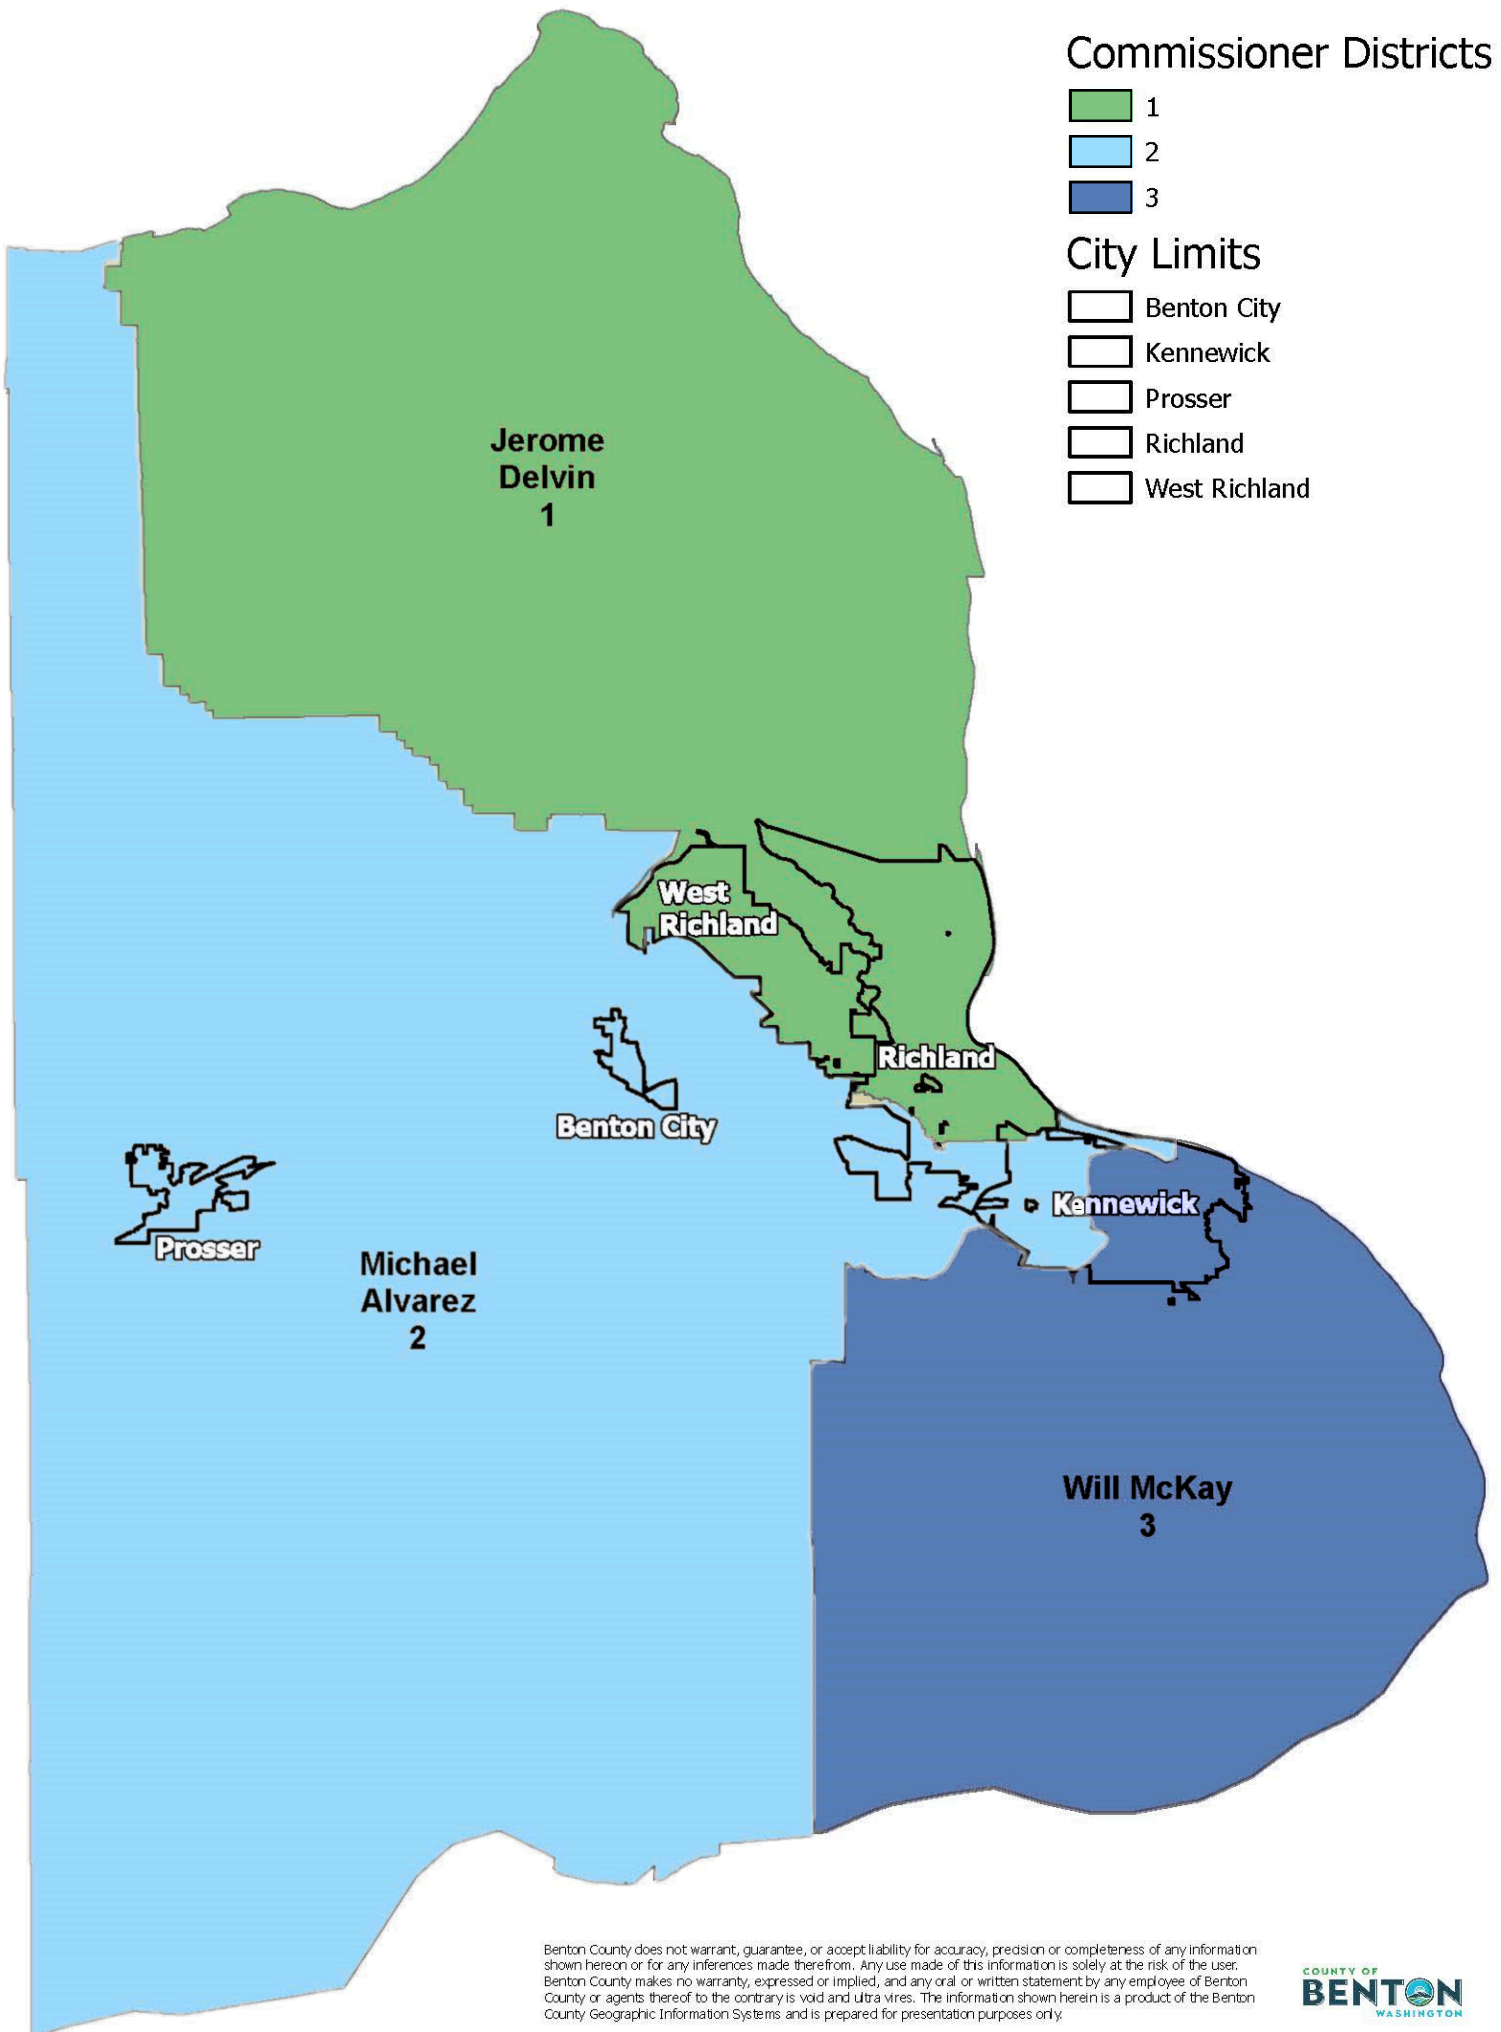 Commissioner Districts
1
2
3
City Limits
Benton City
Kennewick
Prosser
Richland
West Richland
Jerome
Delvin
1
West
Richland
Richland
Benton City
Kennewick
Prosser
Michael
Alvarez
2
Will McKay
3
Benton County does not warrant, guarantee, or accept liability for accuracy, precision or completeness of any information
shown hereon or for any inferences made therefrom. Any use made of this information is solely at the risk of the user.
Benton County makes no warranty, expressed or implied, and any oral or written statement by any employee of Benton
County or agents thereof to the contrary is void and ultra vires. The information shown herein is a product of the Benton
County Geographic Information Systems and is prepared for presentation purposes only.
COUNTY OF
BENTON
WASHINGTON